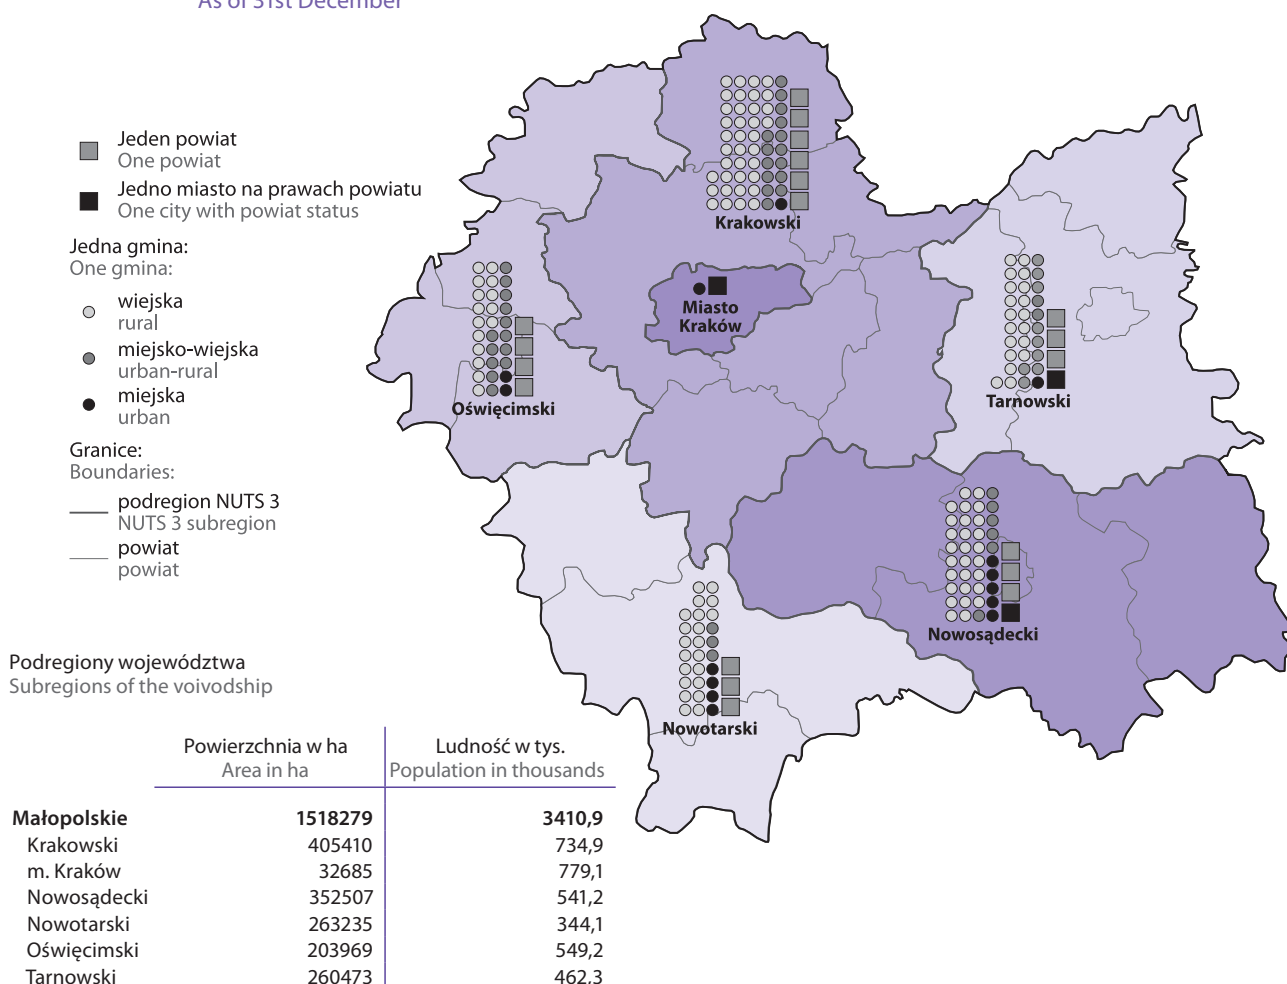 As of 31st December
Jeden powiat
One powiat
Jedno miasto na prawach powiatu
One city with powiat status
Jedna gmina:
One gmina:
wiejska
rural
miejsko-wiejska
urban-rural
miejska
urban
Granice:
Boundaries:
podregion NUTS 3
NUTS 3 subregion
powiat
powiat
Krakowski
Miasto
Kraków
Oświęcimski
Tarnowski
Nowosądecki
Nowotarski
Podregiony województwa
Subregions of the voivodship
Powierzchnia w ha Ludność w tys.
Area in ha Population in thousands
Małopolskie 1518279 3410,9
Krakowski 405410 734,9
m. Kraków 32685 779,1
Nowosądecki 352507 541,2
Nowotarski 263235 344,1
Oświęcimski 203969 549,2
Tarnowski 260473 462,3